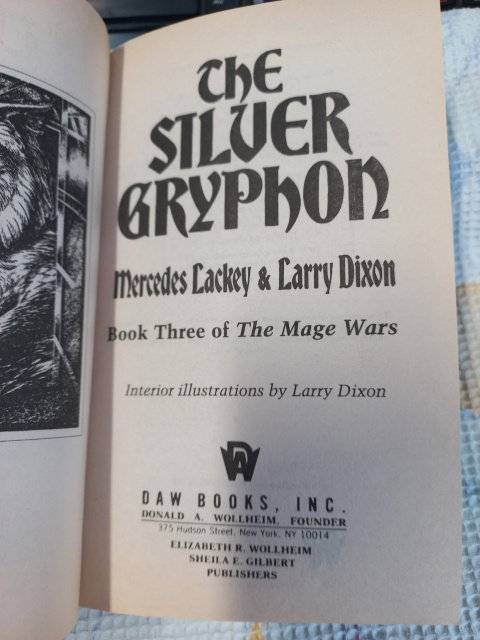 The
SILVER
GRYPHON
Mercedes Lackey & Larry Dixon
Book Three of The Mage Wars
Interior illustrations by Larry Dixon
DAW
DAW BOOKS, INC.
DONALD A. WOLLHEIM, FOUNDER
375 Hudson Street, New York, NY 10014
ELIZABETH R. WOLLHEIM
SHEILA E. GILBERT
PUBLISHERS